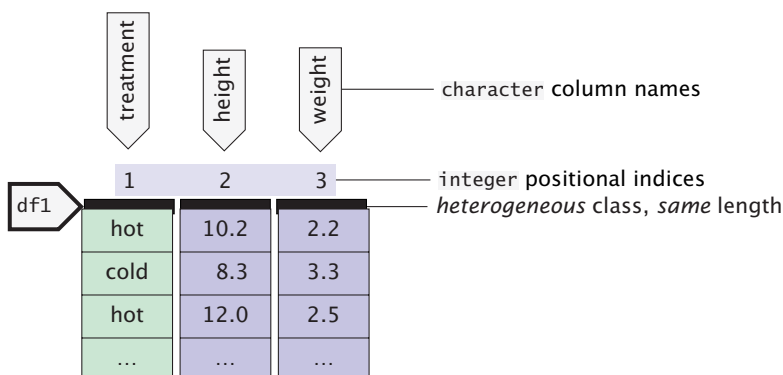 treatment
height
weight
character column names
1 2 3
integer positional indices
df1
heterogeneous class, same length
hot 10.2 2.2
cold 8.3 3.3
hot 12.0 2.5
... ... ...